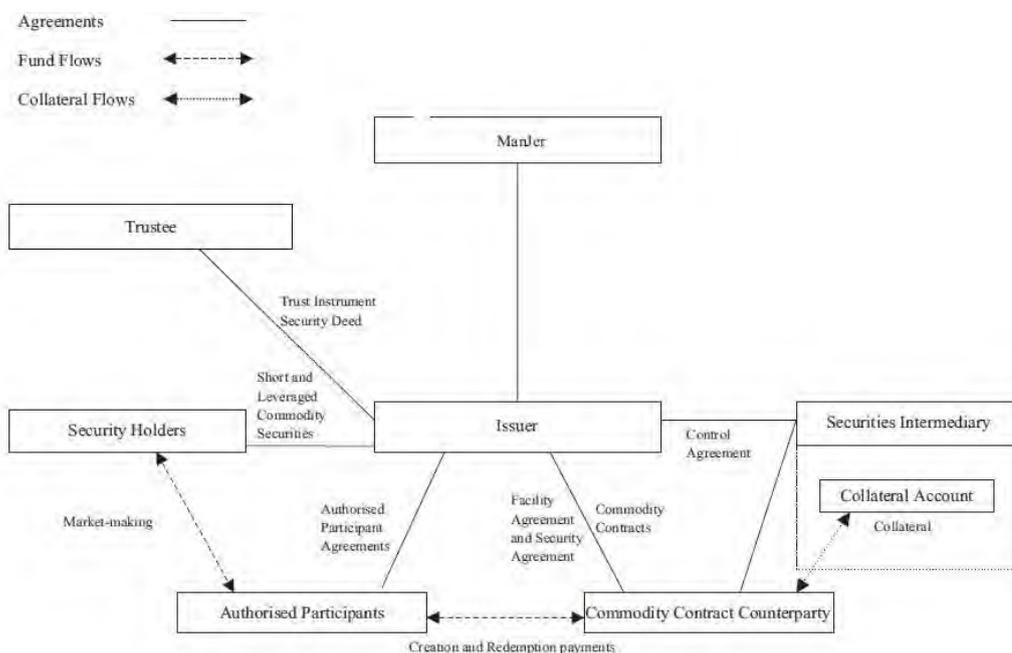 Agreements
Fund Flows
Collateral Flows
ManJer
Trustee
Trust Instrument
Security Deed
Short and
Leveraged
Commodity
Securities
Security Holders
Issuer
Securities Intermediary
Control
Agreement
Collateral Account
Collateral
Market-making
Authorised
Participant
Agreements
Facility
Agreement
and Security
Agreement
Commodity
Contracts
Authorised Participants
Commodity Contract Counterparty
Creation and Redemption payments